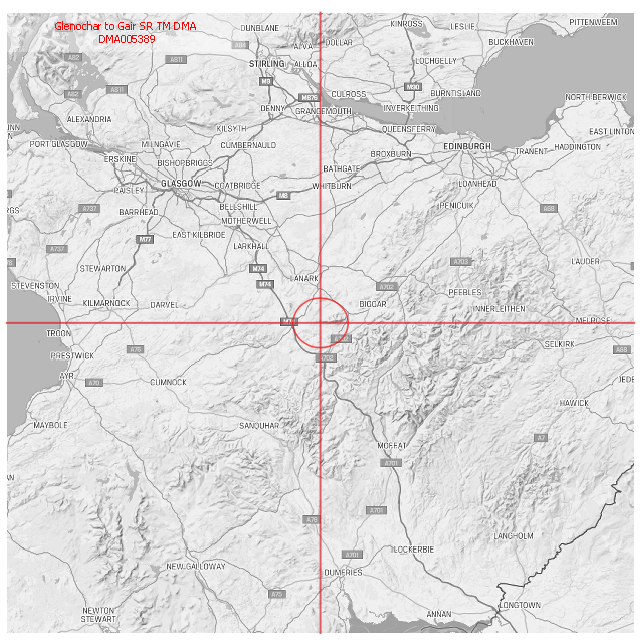 Glenochar to Gair SR TM DMA
DMA005389
DUNBLANE
KINROSS
LESLIE
PITTENWEEM
BUCKHAVEN
A84
A.V.A
DOLLAR
A82
A811
STIRLING
ALLOA
LOCHGELLY
M9
M90
A82
A811
CULROSS
BURNTISLAND
NORTH-BERWICK
M876
DENNY
GRANGEMOUTH
INVERKEITHING
ALEXANDRIA
KILSYTH
QUEENSFERRY
EAST LINTON
PORT GLASGOW
MILNGAVIE
CUMBERNAULD
EDINBURGH
HADDINGTON
TRANENT
ERSKINE
BISHOPBRIGGS
BATHGATE
BROXBURN
PAISLEY
GLASGOW
COATBRIDGE
WHITBURN
LOANHEAD
M8
RGS
A737
BARRHEAD
BELLSHILL
PENICUIK
A68
MOTHERWELL
M77
EAST KILBRIDE
A737
LARKHALL
STEWARTON
M74
A703
LAUDER
M74
LANARK
A702
STEVENSTON
IRVINE
KILMARNOCK
DARVEL
BIGGAR
PEEBLES
INNERLEITHEN
MELROSE
TROON
SELKIRK
PRESTWICK
A76
A702
A68
AYR
A70
CUMNOCK
JEDB
HAWICK
MAYBOLE
SANQUHAR
A7
MOFFAT
A701
A701
A76
LANGHOLM
LOCKERBIE
A701
NEW GALLOWAY
DUMFRIES
A75
NEWTON
STEWART
ANNAN
LONGTOWN